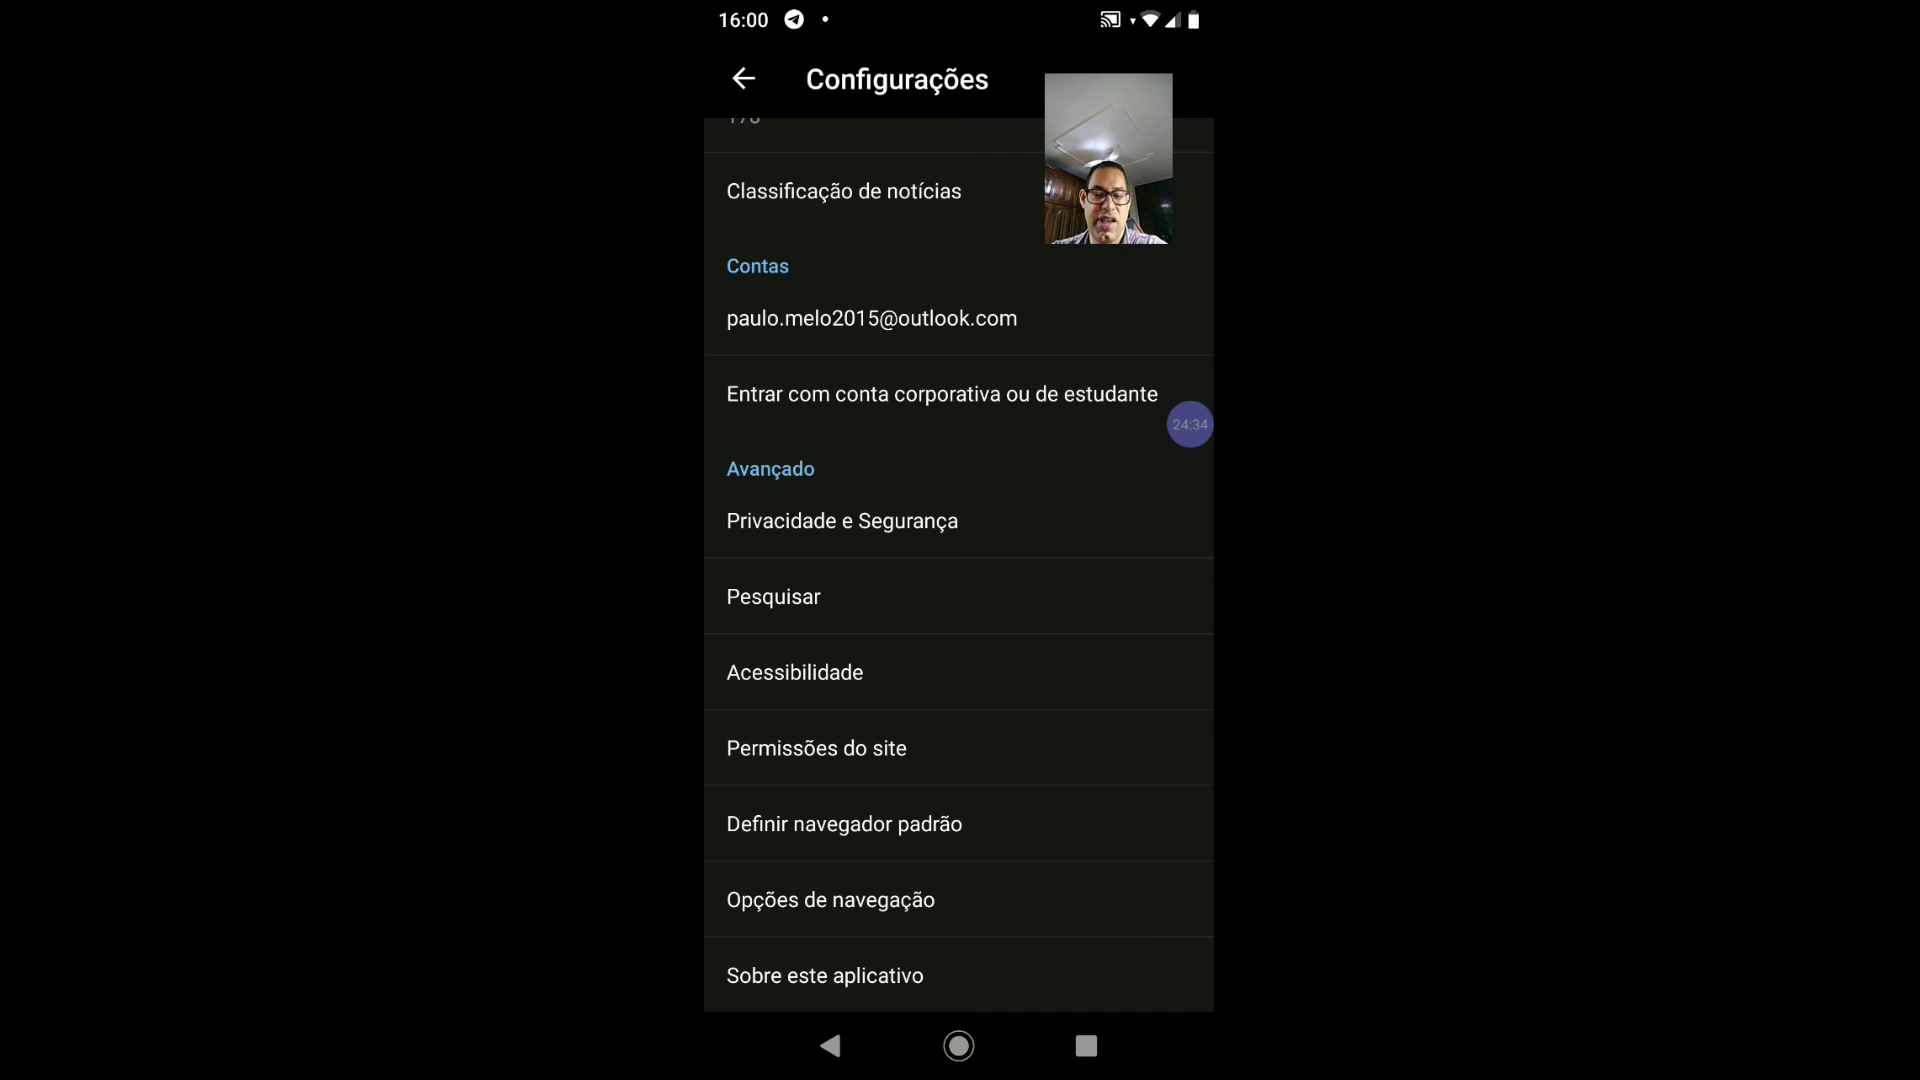 16:00
Configurações
Classificação de notícias
Contas
paulo.melo2015@outlook.com
Entrar com conta corporativa ou de estudante
24:34
Avançado
Privacidade e Segurança
Pesquisar
Acessibilidade
Permissões do site
Definir navegador padrão
Opções de navegação
Sobre este aplicativo